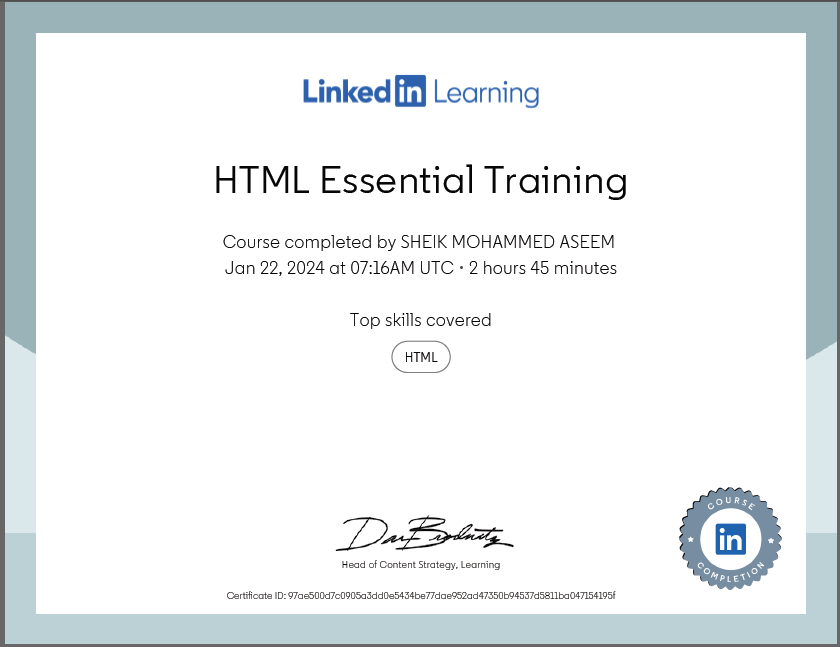 Linked in Learning
HTML Essential Training
Course completed by SHEIK MOHAMMED ASEEM
Jan 22, 2024 at 07:16AM UTC • 2 hours 45 minutes
Top skills covered
HTML
Dan Brodnitz
Head of Content Strategy, Learning
Certificate ID: 97ae500d7c0905a3dd0e5434be77dae952ad47350b94537d5811ba047154195f
COURSE
in
COMPLETION